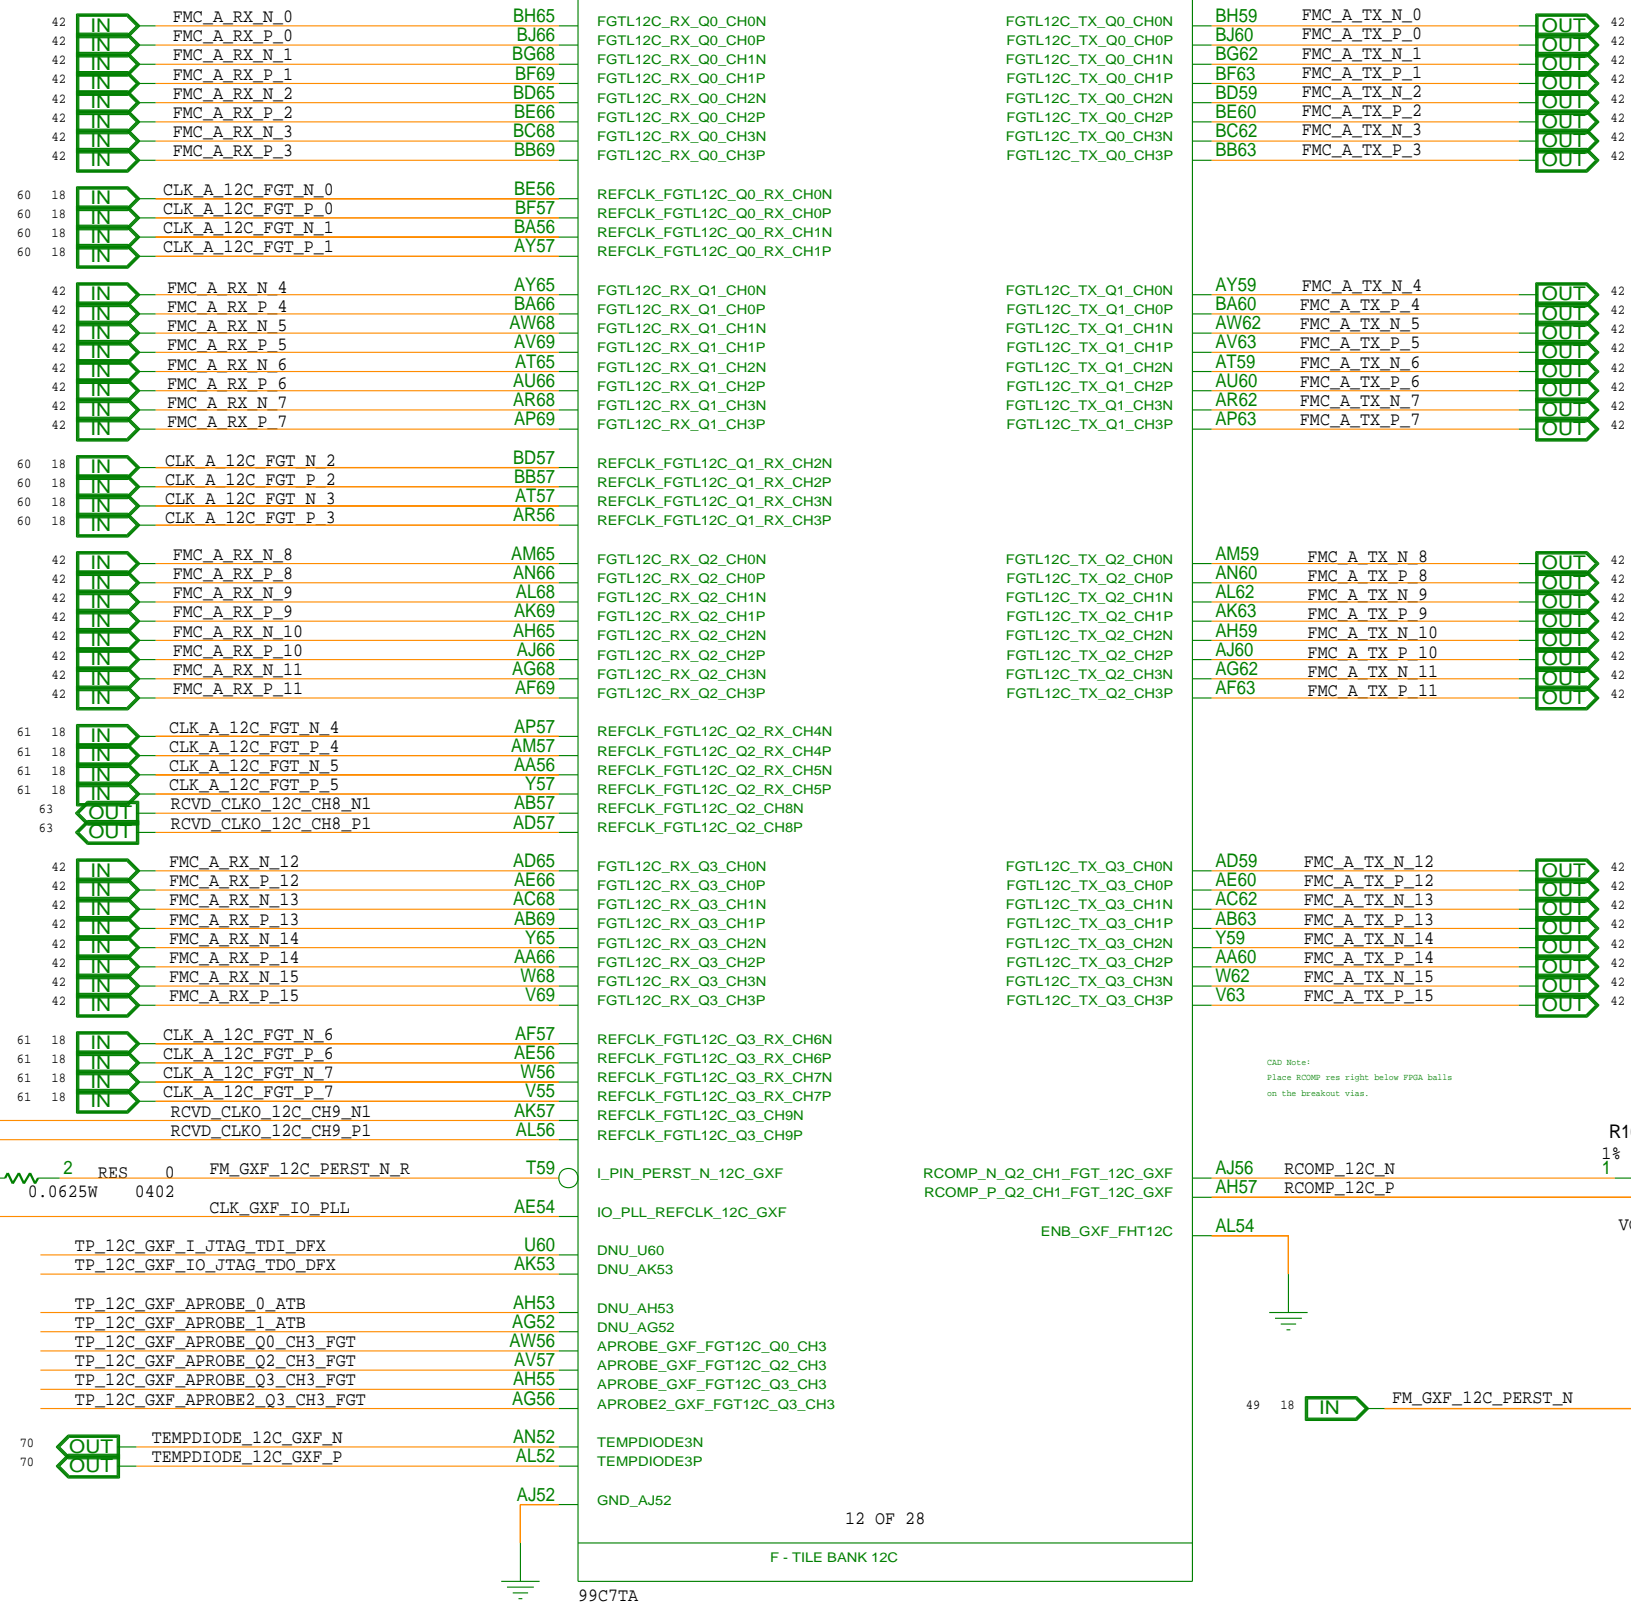 42 IN FMC_A_RX_N_0 BH65 FGTL12C_RX_Q0_CH0N FGTL12C_TX_Q0_CH0N BH59 FMC_A_TX_N_0 OUT 42
42 IN FMC_A_RX_P_0 BJ66 FGTL12C_RX_Q0_CH0P FGTL12C_TX_Q0_CH0P BJ60 FMC_A_TX_P_0 OUT 42
42 IN FMC_A_RX_N_1 BG68 FGTL12C_RX_Q0_CH1N FGTL12C_TX_Q0_CH1N BG62 FMC_A_TX_N_1 OUT 42
42 IN FMC_A_RX_P_1 BF69 FGTL12C_RX_Q0_CH1P FGTL12C_TX_Q0_CH1P BF63 FMC_A_TX_P_1 OUT 42
42 IN FMC_A_RX_N_2 BD65 FGTL12C_RX_Q0_CH2N FGTL12C_TX_Q0_CH2N BD59 FMC_A_TX_N_2 OUT 42
42 IN FMC_A_RX_P_2 BE66 FGTL12C_RX_Q0_CH2P FGTL12C_TX_Q0_CH2P BE60 FMC_A_TX_P_2 OUT 42
42 IN FMC_A_RX_N_3 BC68 FGTL12C_RX_Q0_CH3N FGTL12C_TX_Q0_CH3N BC62 FMC_A_TX_N_3 OUT 42
42 IN FMC_A_RX_P_3 BB69 FGTL12C_RX_Q0_CH3P FGTL12C_TX_Q0_CH3P BB63 FMC_A_TX_P_3 OUT 42
60 18 IN CLK_A_12C_FGT_N_0 BE56 REFCLK_FGTL12C_Q0_RX_CH0N
60 18 IN CLK_A_12C_FGT_P_0 BF57 REFCLK_FGTL12C_Q0_RX_CH0P
60 18 IN CLK_A_12C_FGT_N_1 BA56 REFCLK_FGTL12C_Q0_RX_CH1N
60 18 IN CLK_A_12C_FGT_P_1 AY57 REFCLK_FGTL12C_Q0_RX_CH1P
42 IN FMC_A_RX_N_4 AY65 FGTL12C_RX_Q1_CH0N FGTL12C_TX_Q1_CH0N AY59 FMC_A_TX_N_4 OUT 42
42 IN FMC_A_RX_P_4 BA66 FGTL12C_RX_Q1_CH0P FGTL12C_TX_Q1_CH0P BA60 FMC_A_TX_P_4 OUT 42
42 IN FMC_A_RX_N_5 AW68 FGTL12C_RX_Q1_CH1N FGTL12C_TX_Q1_CH1N AW62 FMC_A_TX_N_5 OUT 42
42 IN FMC_A_RX_P_5 AV69 FGTL12C_RX_Q1_CH1P FGTL12C_TX_Q1_CH1P AV63 FMC_A_TX_P_5 OUT 42
42 IN FMC_A_RX_N_6 AT65 FGTL12C_RX_Q1_CH2N FGTL12C_TX_Q1_CH2N AT59 FMC_A_TX_N_6 OUT 42
42 IN FMC_A_RX_P_6 AU66 FGTL12C_RX_Q1_CH2P FGTL12C_TX_Q1_CH2P AU60 FMC_A_TX_P_6 OUT 42
42 IN FMC_A_RX_N_7 AR68 FGTL12C_RX_Q1_CH3N FGTL12C_TX_Q1_CH3N AR62 FMC_A_TX_N_7 OUT 42
42 IN FMC_A_RX_P_7 AP69 FGTL12C_RX_Q1_CH3P FGTL12C_TX_Q1_CH3P AP63 FMC_A_TX_P_7 OUT 42
60 18 IN CLK_A_12C_FGT_N_2 BD57 REFCLK_FGTL12C_Q1_RX_CH2N
60 18 IN CLK_A_12C_FGT_P_2 BB57 REFCLK_FGTL12C_Q1_RX_CH2P
60 18 IN CLK_A_12C_FGT_N_3 AT57 REFCLK_FGTL12C_Q1_RX_CH3N
60 18 IN CLK_A_12C_FGT_P_3 AR56 REFCLK_FGTL12C_Q1_RX_CH3P
42 IN FMC_A_RX_N_8 AM65 FGTL12C_RX_Q2_CH0N FGTL12C_TX_Q2_CH0N AM59 FMC_A_TX_N_8 OUT 42
42 IN FMC_A_RX_P_8 AN66 FGTL12C_RX_Q2_CH0P FGTL12C_TX_Q2_CH0P AN60 FMC_A_TX_P_8 OUT 42
42 IN FMC_A_RX_N_9 AL68 FGTL12C_RX_Q2_CH1N FGTL12C_TX_Q2_CH1N AL62 FMC_A_TX_N_9 OUT 42
42 IN FMC_A_RX_P_9 AK69 FGTL12C_RX_Q2_CH1P FGTL12C_TX_Q2_CH1P AK63 FMC_A_TX_P_9 OUT 42
42 IN FMC_A_RX_N_10 AH65 FGTL12C_RX_Q2_CH2N FGTL12C_TX_Q2_CH2N AH59 FMC_A_TX_N_10 OUT 42
42 IN FMC_A_RX_P_10 AJ66 FGTL12C_RX_Q2_CH2P FGTL12C_TX_Q2_CH2P AJ60 FMC_A_TX_P_10 OUT 42
42 IN FMC_A_RX_N_11 AG68 FGTL12C_RX_Q2_CH3N FGTL12C_TX_Q2_CH3N AG62 FMC_A_TX_N_11 OUT 42
42 IN FMC_A_RX_P_11 AF69 FGTL12C_RX_Q2_CH3P FGTL12C_TX_Q2_CH3P AF63 FMC_A_TX_P_11 OUT 42
61 18 IN CLK_A_12C_FGT_N_4 AP57 REFCLK_FGTL12C_Q2_RX_CH4N
61 18 IN CLK_A_12C_FGT_P_4 AM57 REFCLK_FGTL12C_Q2_RX_CH4P
61 18 IN CLK_A_12C_FGT_N_5 AA56 REFCLK_FGTL12C_Q2_RX_CH5N
61 18 IN CLK_A_12C_FGT_P_5 Y57 REFCLK_FGTL12C_Q2_RX_CH5P
63 OUT RCVD_CLKO_12C_CH8_N1 AB57 REFCLK_FGTL12C_Q2_CH8N
63 OUT RCVD_CLKO_12C_CH8_P1 AD57 REFCLK_FGTL12C_Q2_CH8P
42 IN FMC_A_RX_N_12 AD65 FGTL12C_RX_Q3_CH0N FGTL12C_TX_Q3_CH0N AD59 FMC_A_TX_N_12 OUT 42
42 IN FMC_A_RX_P_12 AE66 FGTL12C_RX_Q3_CH0P FGTL12C_TX_Q3_CH0P AE60 FMC_A_TX_P_12 OUT 42
42 IN FMC_A_RX_N_13 AC68 FGTL12C_RX_Q3_CH1N FGTL12C_TX_Q3_CH1N AC62 FMC_A_TX_N_13 OUT 42
42 IN FMC_A_RX_P_13 AB69 FGTL12C_RX_Q3_CH1P FGTL12C_TX_Q3_CH1P AB63 FMC_A_TX_P_13 OUT 42
42 IN FMC_A_RX_N_14 Y65 FGTL12C_RX_Q3_CH2N FGTL12C_TX_Q3_CH2N Y59 FMC_A_TX_N_14 OUT 42
42 IN FMC_A_RX_P_14 AA66 FGTL12C_RX_Q3_CH2P FGTL12C_TX_Q3_CH2P AA60 FMC_A_TX_P_14 OUT 42
42 IN FMC_A_RX_N_15 W68 FGTL12C_RX_Q3_CH3N FGTL12C_TX_Q3_CH3N W62 FMC_A_TX_N_15 OUT 42
42 IN FMC_A_RX_P_15 V69 FGTL12C_RX_Q3_CH3P FGTL12C_TX_Q3_CH3P V63 FMC_A_TX_P_15 OUT 42
61 18 IN CLK_A_12C_FGT_N_6 AF57 REFCLK_FGTL12C_Q3_RX_CH6N
61 18 IN CLK_A_12C_FGT_P_6 AE56 REFCLK_FGTL12C_Q3_RX_CH6P
61 18 IN CLK_A_12C_FGT_N_7 W56 REFCLK_FGTL12C_Q3_RX_CH7N
61 18 IN CLK_A_12C_FGT_P_7 V55 REFCLK_FGTL12C_Q3_RX_CH7P
CAD Note:
Place RCOMP res right below FPGA balls
on the breakout vias.
RCVD_CLKO_12C_CH9_N1 AK57 REFCLK_FGTL12C_Q3_CH9N
RCVD_CLKO_12C_CH9_P1 AL56 REFCLK_FGTL12C_Q3_CH9P
1%
2 RES 0 FM_GXF_12C_PERST_N_R T59 I_PIN_PERST_N_12C_GXF RCOMP_N_Q2_CH1_FGT_12C_GXF AJ56 RCOMP_12C_N 1
0.0625W 0402 RCOMP_P_Q2_CH1_FGT_12C_GXF AH57 RCOMP_12C_P
CLK_GXF_IO_PLL AE54 IO_PLL_REFCLK_12C_GXF
ENB_GXF_FHT12C AL54
TP_12C_GXF_I_JTAG_TDI_DFX U60 DNU_U60
TP_12C_GXF_IO_JTAG_TDO_DFX AK53 DNU_AK53
TP_12C_GXF_APROBE_0_ATB AH53 DNU_AH53
TP_12C_GXF_APROBE_1_ATB AG52 DNU_AG52
TP_12C_GXF_APROBE_Q0_CH3_FGT AW56 APROBE_GXF_FGT12C_Q0_CH3
TP_12C_GXF_APROBE_Q2_CH3_FGT AV57 APROBE_GXF_FGT12C_Q2_CH3
TP_12C_GXF_APROBE_Q3_CH3_FGT AH55 APROBE_GXF_FGT12C_Q3_CH3
TP_12C_GXF_APROBE2_Q3_CH3_FGT AG56 APROBE2_GXF_FGT12C_Q3_CH3
49 18 IN FM_GXF_12C_PERST_N
70 OUT TEMPDIODE_12C_GXF_N AN52 TEMPDIODE3N
70 OUT TEMPDIODE_12C_GXF_P AL52 TEMPDIODE3P
AJ52 GND_AJ52
12 OF 28
F - TILE BANK 12C
99C7TA